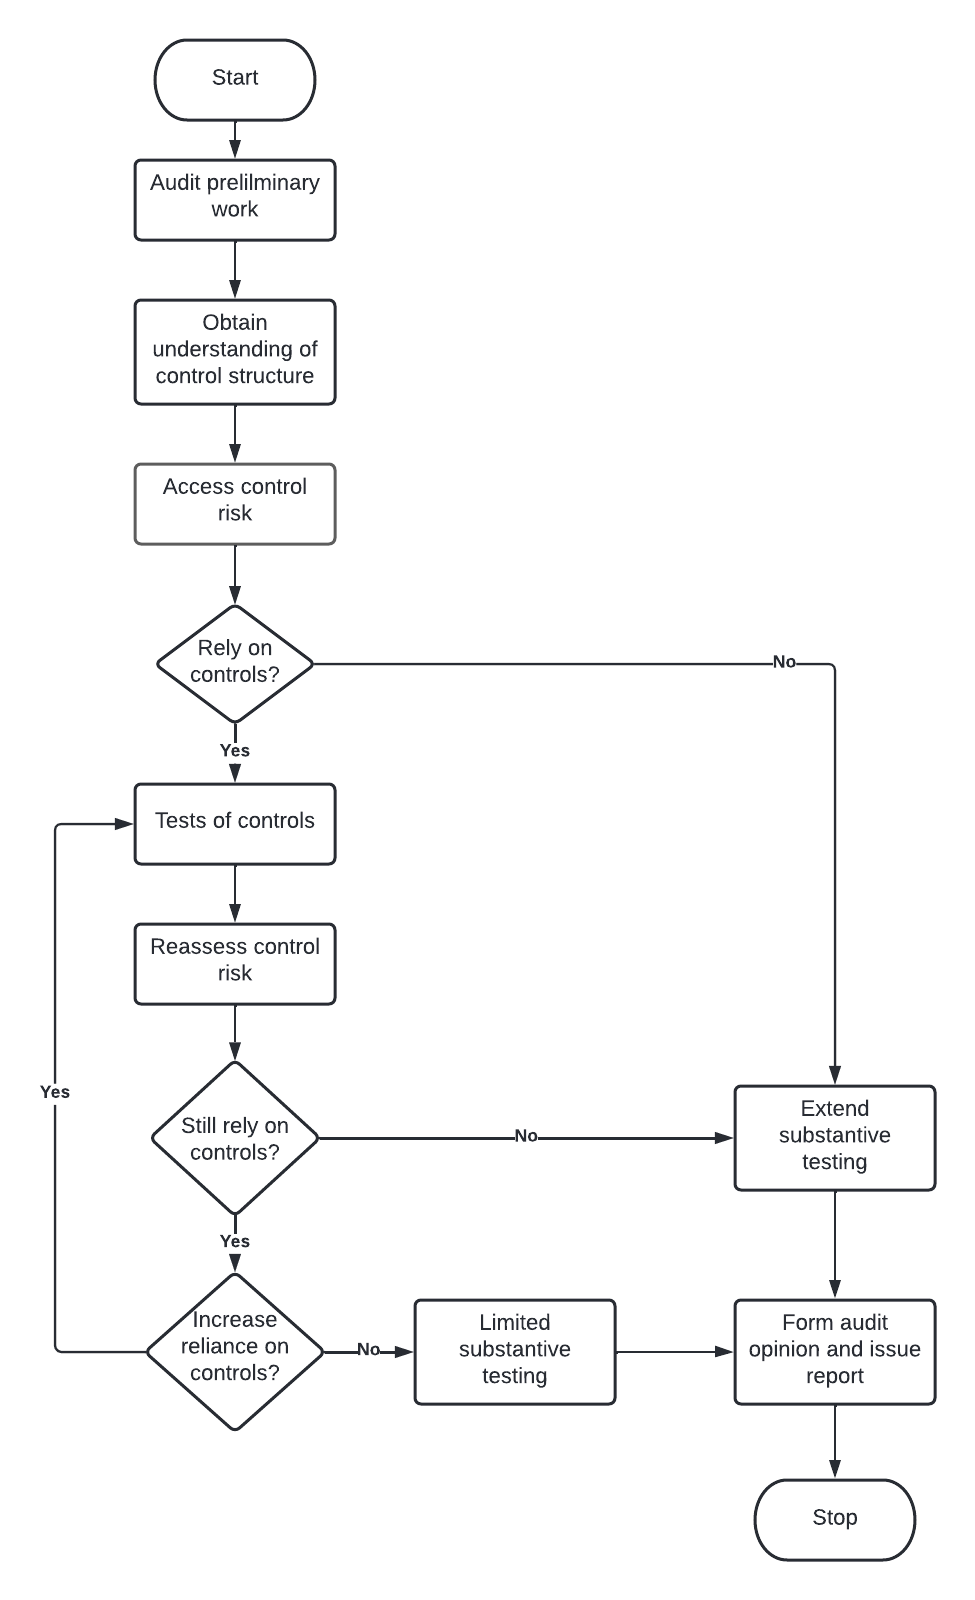 Start
Audit prelilminary
work
Obtain
understanding of
control structure
Access control
risk
Rely on
controls?
No
Yes
Tests of controls
Reassess control
risk
Yes
Still rely on
controls?
No
Extend
substantive
testing
Yes
Increase
reliance on
controls?
No
Limited
substantive
testing
Form audit
opinion and issue
report
Stop